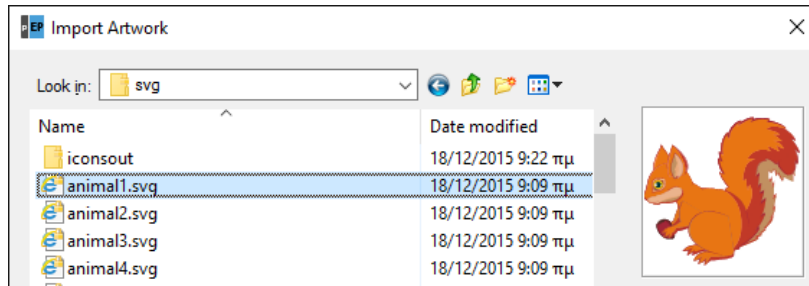 EP Import Artwork
Look in: svg
Name Date modified
iconsout 18/12/2015 9:22 πμ
animal1.svg 18/12/2015 9:09 πμ
animal2.svg 18/12/2015 9:09 πμ
animal3.svg 18/12/2015 9:09 πμ
animal4.svg 18/12/2015 9:09 πμ